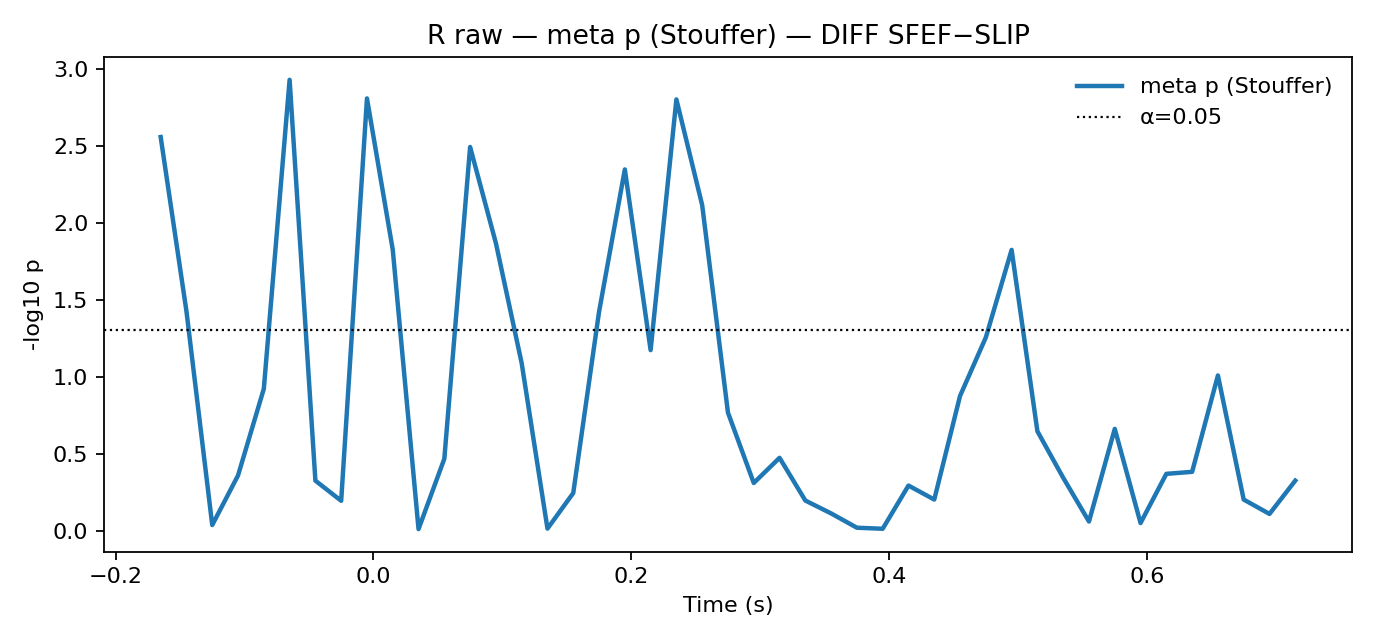 R raw — meta p (Stouffer) — DIFF SFEF−SLIP
meta p (Stouffer)
α=0.05
-log10 p
3.0
2.5
2.0
1.5
1.0
0.5
0.0
−0.2 0.0 0.2 0.4 0.6
Time (s)